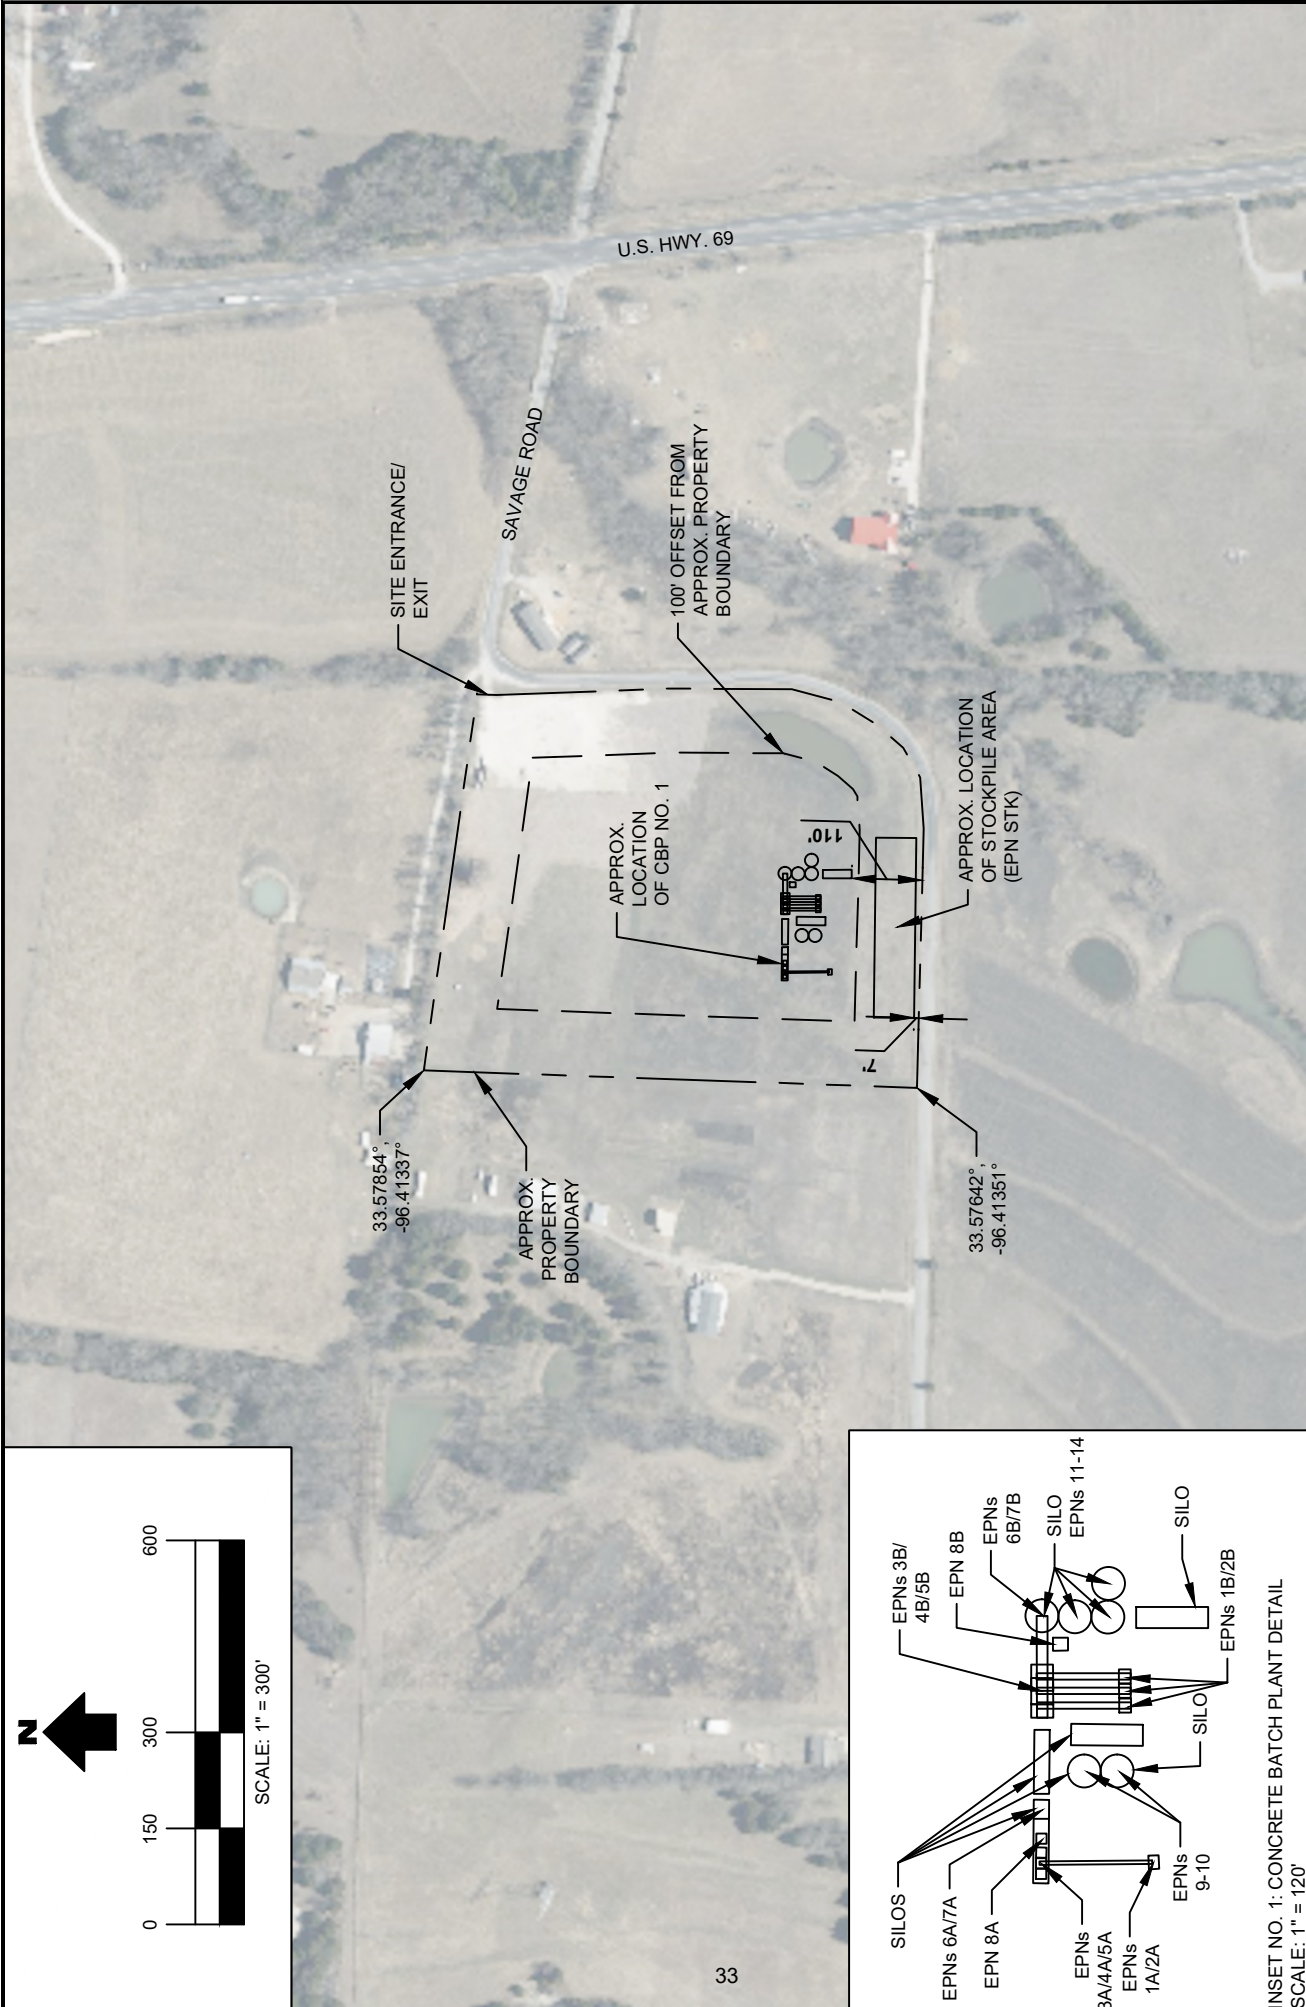 U.S. HWY. 69
SITE ENTRANCE/
EXIT
SAVAGE ROAD
100' OFFSET FROM
APPROX. PROPERTY
BOUNDARY
APPROX.
LOCATION
OF CBP NO. 1
110'
APPROX. LOCATION
OF STOCKPILE AREA
(EPN STK)
7'
33.57854°,
-96.41337°
APPROX.
PROPERTY
BOUNDARY
33.57642°,
-96.41351°
N
0
150
300
600
SCALE: 1" = 300'
SILOS
EPNs 6A/7A
EPN 8A
EPNs
3A/4A/5A
EPNs
1A/2A
EPNs
9-10
EPNs 3B/
4B/5B
EPN 8B
EPNs
6B/7B
SILO
EPNs 11-14
SILO
EPNs 1B/2B
SILO
INSET NO. 1: CONCRETE BATCH PLANT DETAIL
SCALE: 1" = 120'
33